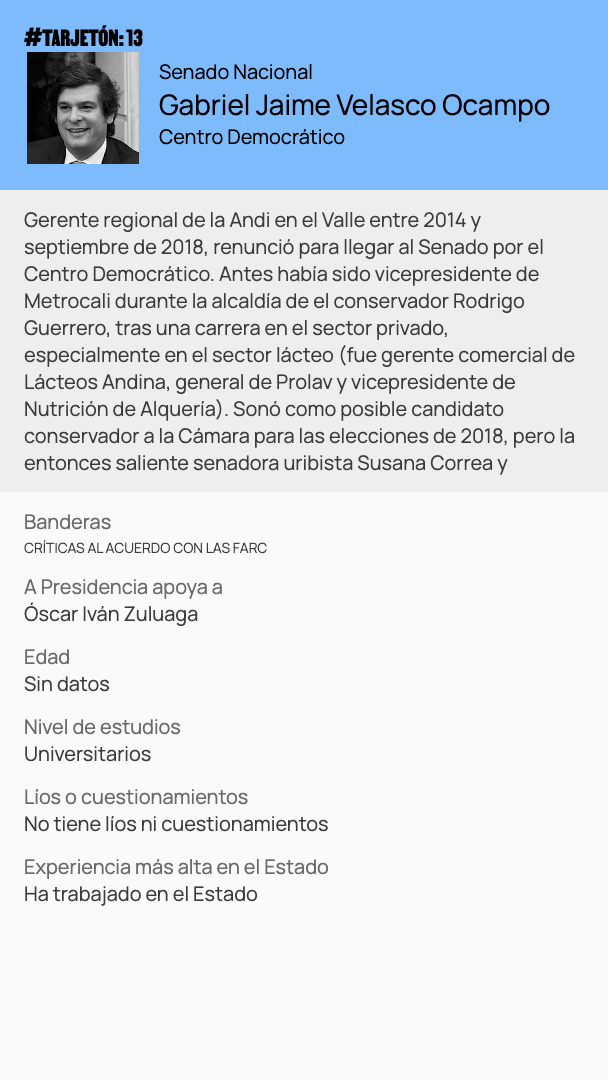 #TARJETÓN: 13
Senado Nacional
Gabriel Jaime Velasco Ocampo
Centro Democrático
Gerente regional de la Andi en el Valle entre 2014 y
septiembre de 2018, renunció para llegar al Senado por el
Centro Democrático. Antes había sido vicepresidente de
Metrocali durante la alcaldía de el conservador Rodrigo
Guerrero, tras una carrera en el sector privado,
especialmente en el sector lácteo (fue gerente comercial de
Lácteos Andina, general de Prolav y vicepresidente de
Nutrición de Alquería). Sonó como posible candidato
conservador a la Cámara para las elecciones de 2018, pero la
entonces saliente senadora uribista Susana Correa y
Banderas
CRÍTICAS AL ACUERDO CON LAS FARC
A Presidencia apoya a
Óscar Iván Zuluaga
Edad
Sin datos
Nivel de estudios
Universitarios
Líos o cuestionamientos
No tiene líos ni cuestionamientos
Experiencia más alta en el Estado
Ha trabajado en el Estado